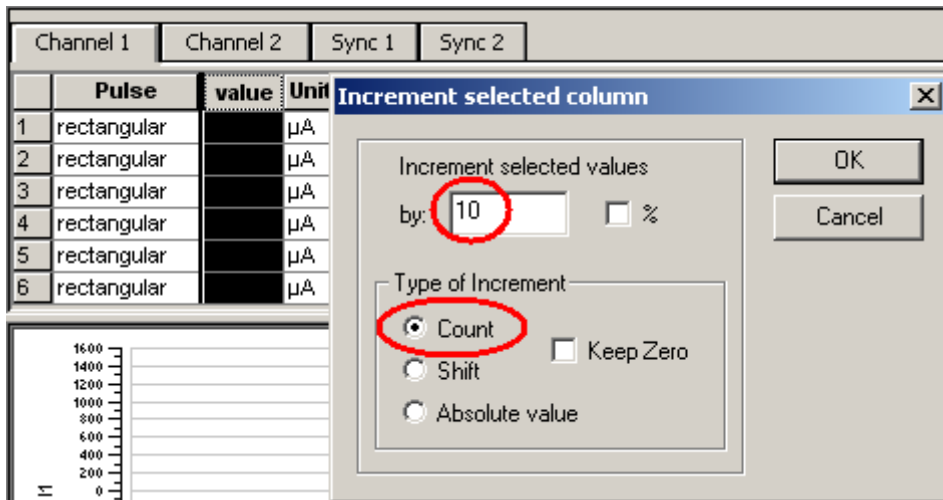 Channel 1 Channel 2 Sync 1 Sync 2
Pulse value Unit
1 rectangular µA
2 rectangular µA
3 rectangular µA
4 rectangular µA
5 rectangular µA
6 rectangular µA
Increment selected column
Increment selected values
by: 10 %
OK
Cancel
Type of Increment
Count
Keep Zero
Shift
Absolute value
1600
1400
1200
1000
800
600
400
200
0